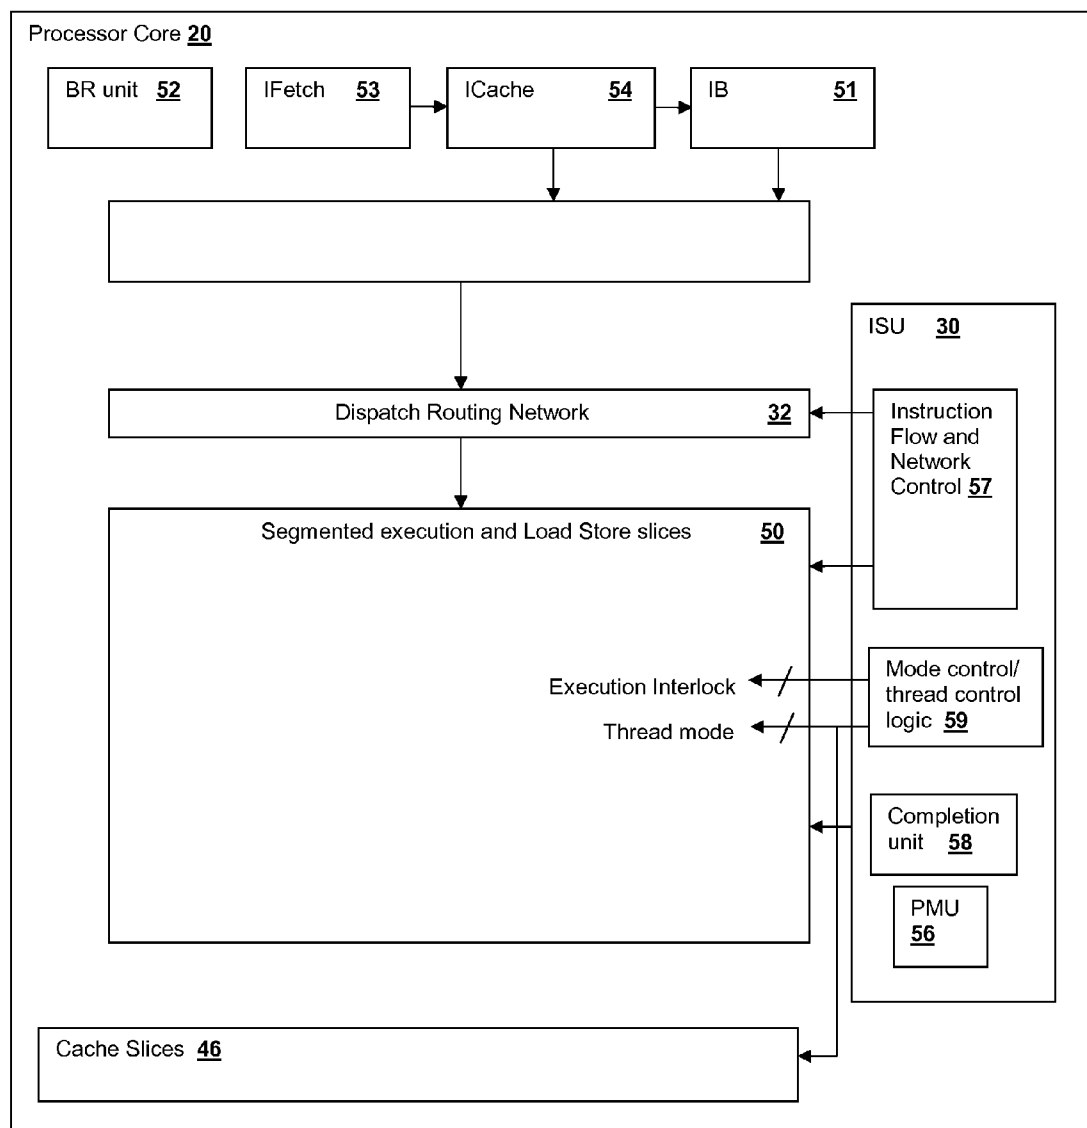 Processor Core 20
BR unit 52
IFetch 53
ICache 54
IB 51
ISU 30
Dispatch Routing Network 32
Instruction
Flow and
Network
Control 57
Segmented execution and Load Store slices 50
Execution Interlock
Thread mode
Mode control/
thread control
logic 59
Completion
unit 58
PMU
56
Cache Slices 46